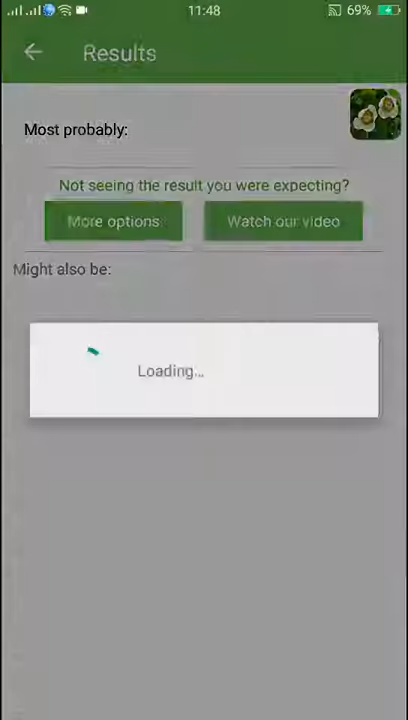 11:48
69%
Results
Most probably:
Not seeing the result you were expecting?
More options
Watch our video
Might also be:
Loading...